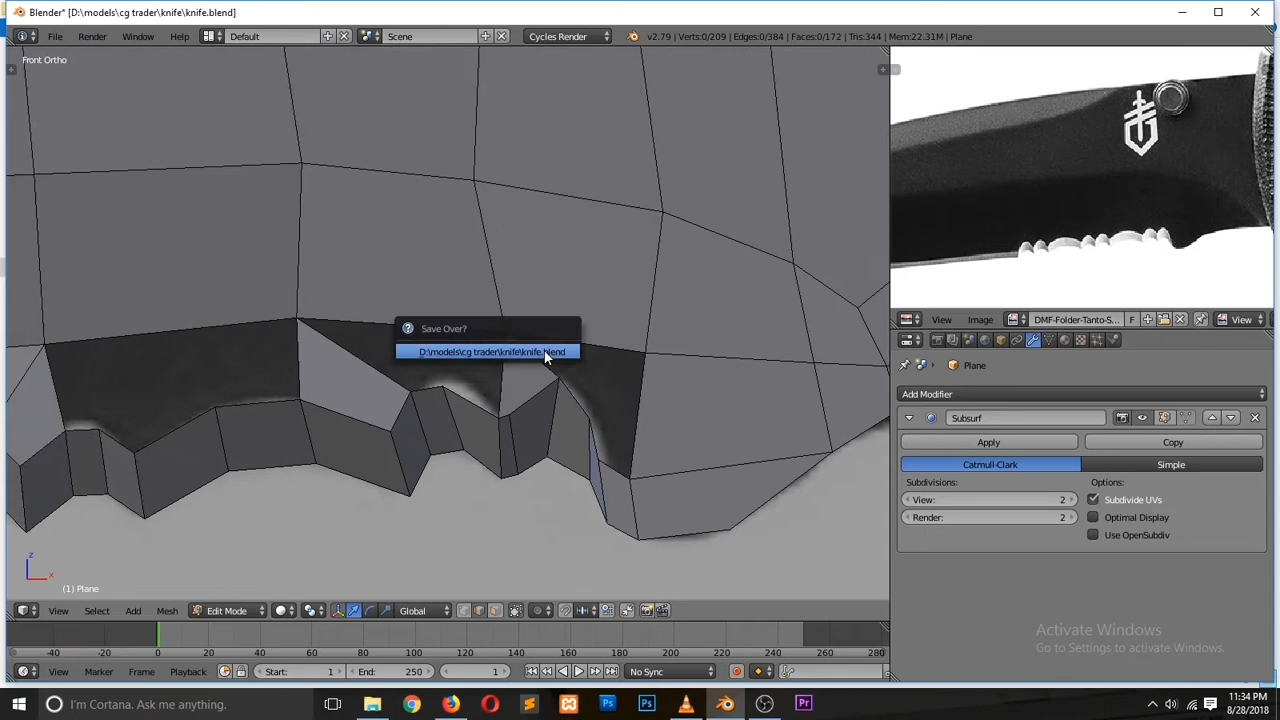 Blender* [D:\models\cg trader\knife\knife.blend]
File Render Window Help Default Scene Cycles Render v2.79 | Verts:0/209 | Edges:0/384 | Faces:0/172 | Tris:344 | Mem:22.31M | Plane
Front Ortho
Save Over?
D:\models\cg trader\knife\knife.blend
View Image DMF-Folder-Tanto-S... F View
Plane
Add Modifier
Subsurf
Apply Copy
Catmull-Clark Simple
Subdivisions: Options:
View: 2 Subdivide UVs
Render: 2 Optimal Display
Use OpenSubdiv
z
x
(1) Plane
View Select Add Mesh Edit Mode Global
-40 -20 0 20 40 60 80 100 120 140 160 180 200 220 240 260 280
Activate Windows
Go to Settings to activate Windows.
View Marker Frame Playback Start: 1 End: 250 1 No Sync
I'm Cortana. Ask me anything.
11:34 PM
8/28/2018